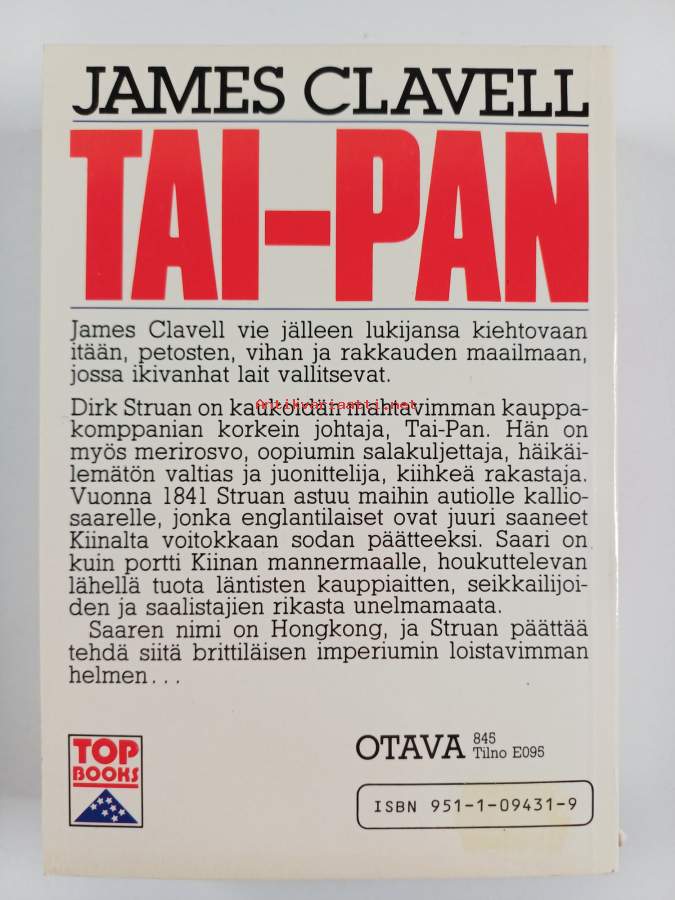 JAMES CLAVELL
TAI-PAN
James Clavell vie jälleen lukijansa kiehtovaan
itään, petosten, vihan ja rakkauden maailmaan,
jossa ikivanhat lait vallitsevat.
Antikvariaatti.net
Dirk Struan on kaukoidän mahtavimman kauppa-
komppanian korkein johtaja, Tai-Pan. Hän on
myös merirosvo, oopiumin salakuljettaja, häikäi-
lemätön valtias ja juonittelija, kiihkeä rakastaja.
Vuonna 1841 Struan astuu maihin autiolle kallio-
saarelle, jonka englantilaiset ovat juuri saaneet
Kiinalta voitokkaan sodan päätteeksi. Saari on
kuin portti Kiinan mannermaalle, houkuttelevan
lähellä tuota läntisten kauppiaitten, seikkailijoi-
den ja saalistajien rikasta unelmamaata.
Saaren nimi on Hongkong, ja Struan päättää
tehdä siitä brittiläisen imperiumin loistavimman
helmen...
TOP
BOOKS
OTAVA
845
Tilno E095
ISBN 951-1-09431-9